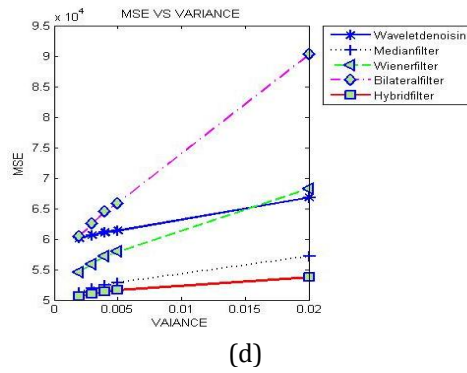 x 10^4
MSE VS VARIANCE
9.5
9
8.5
8
7.5
7
6.5
6
5.5
5
MSE
0
0.005
0.01
0.015
0.02
VAIANCE
Waveletdenoisin
Medianfilter
Wienerfilter
Bilateralfilter
Hybridfilter
(d)